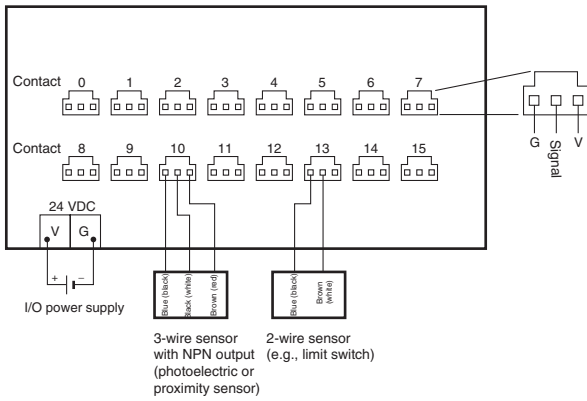 Contact 0 1 2 3 4 5 6 7
G Signal V
Contact 8 9 10 11 12 13 14 15
24 VDC
V G
+ −
I/O power supply
Blue (black)
Black (white)
Brown (red)
Blue (black)
Brown (white)
3-wire sensor
with NPN output
(photoelectric or
proximity sensor)
2-wire sensor
(e.g., limit switch)